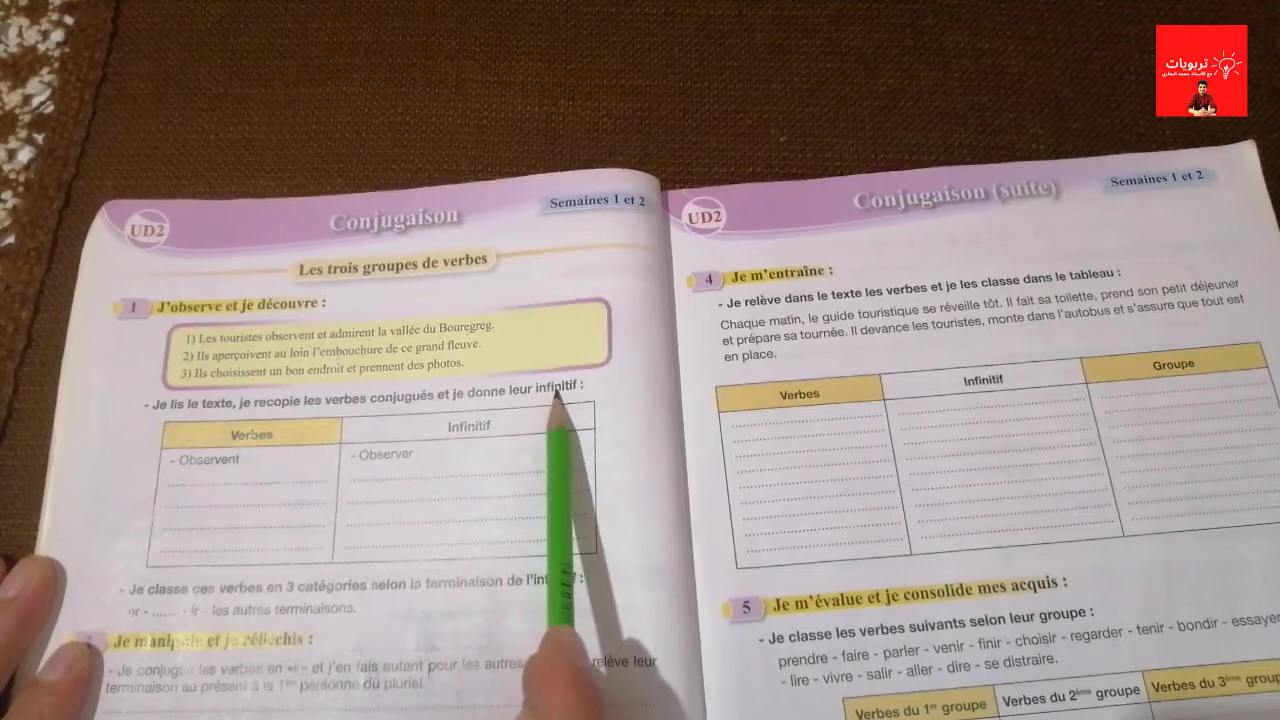 تربويات
مع الأستاذ محمد البخاري
UD2
Conjugaison
Semaines 1 et 2
Les trois groupes de verbes
1 J'observe et je découvre :
1) Les touristes observent et admirent la vallée du Bouregreg.
2) Ils aperçoivent au loin l'embouchure de ce grand fleuve.
3) Ils choisissent un bon endroit et prennent des photos.
- Je lis le texte, je recopie les verbes conjugués et je donne leur infinitif :
Verbes Infinitif
- Observent - Observer
- Je classe ces verbes en 3 catégories selon la terminaison de l'inf :
- ....... - ir - les autres terminaisons.
Je manipule et je réfléchis :
- Je conjugue les verbes en et j'en fais autant pour les autres relève leur
terminaison au présent à la 1ère personne du pluriel.
UD2
Conjugaison (suite)
Semaines 1 et 2
4 Je m'entraîne :
- Je relève dans le texte les verbes et je les classe dans le tableau :
Chaque matin, le guide touristique se réveille tôt. Il fait sa toilette, prend son petit déjeuner
et prépare sa tournée. Il devance les touristes, monte dans l'autobus et s'assure que tout est
en place.
Verbes Infinitif Groupe
5 Je m'évalue et je consolide mes acquis :
- Je classe les verbes suivants selon leur groupe :
prendre - faire - parler - venir - finir - choisir - regarder - tenir - bondir - essayer
- lire - vivre - salir - aller - dire - se distraire.
Verbes du 1er groupe Verbes du 2ème groupe Verbes du 3ème group